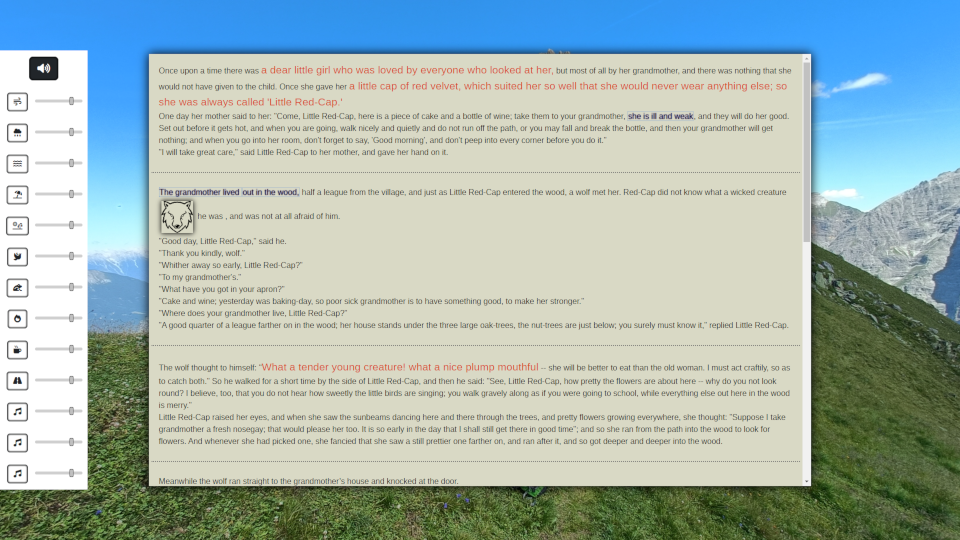 Once upon a time there was a dear little girl who was loved by everyone who looked at her, but most of all by her grandmother, and there was nothing that she
would not have given to the child. Once she gave her a little cap of red velvet, which suited her so well that she would never wear anything else; so
she was always called 'Little Red-Cap.'
One day her mother said to her: "Come, Little Red-Cap, here is a piece of cake and a bottle of wine; take them to your grandmother, she is ill and weak, and they will do her good.
Set out before it gets hot, and when you are going, walk nicely and quietly and do not run off the path, or you may fall and break the bottle, and then your grandmother will get
nothing; and when you go into her room, don't forget to say, 'Good morning', and don't peep into every corner before you do it."
"I will take great care," said Little Red-Cap to her mother, and gave her hand on it.
The grandmother lived out in the wood, half a league from the village, and just as Little Red-Cap entered the wood, a wolf met her. Red-Cap did not know what a wicked creature
he was , and was not at all afraid of him.
"Good day, Little Red-Cap," said he.
"Thank you kindly, wolf."
"Whither away so early, Little Red-Cap?"
"To my grandmother's."
"What have you got in your apron?"
"Cake and wine; yesterday was baking-day, so poor sick grandmother is to have something good, to make her stronger."
"Where does your grandmother live, Little Red-Cap?"
"A good quarter of a league farther on in the wood; her house stands under the three large oak-trees, the nut-trees are just below; you surely must know it," replied Little Red-Cap.
The wolf thought to himself: "What a tender young creature! what a nice plump mouthful -- she will be better to eat than the old woman. I must act craftily, so as
to catch both." So he walked for a short time by the side of Little Red-Cap, and then he said: "See, Little Red-Cap, how pretty the flowers are about here -- why do you not look
round? I believe, too, that you do not hear how sweetly the little birds are singing; you walk gravely along as if you were going to school, while everything else out here in the wood
is merry."
Little Red-Cap raised her eyes, and when she saw the sunbeams dancing here and there through the trees, and pretty flowers growing everywhere, she thought: "Suppose I take
grandmother a fresh nosegay; that would please her too. It is so early in the day that I shall still get there in good time"; and so she ran from the path into the wood to look for
flowers. And whenever she had picked one, she fancied that she saw a still prettier one farther on, and ran after it, and so got deeper and deeper into the wood.
Meanwhile the wolf ran straight to the grandmother's house and knocked at the door.